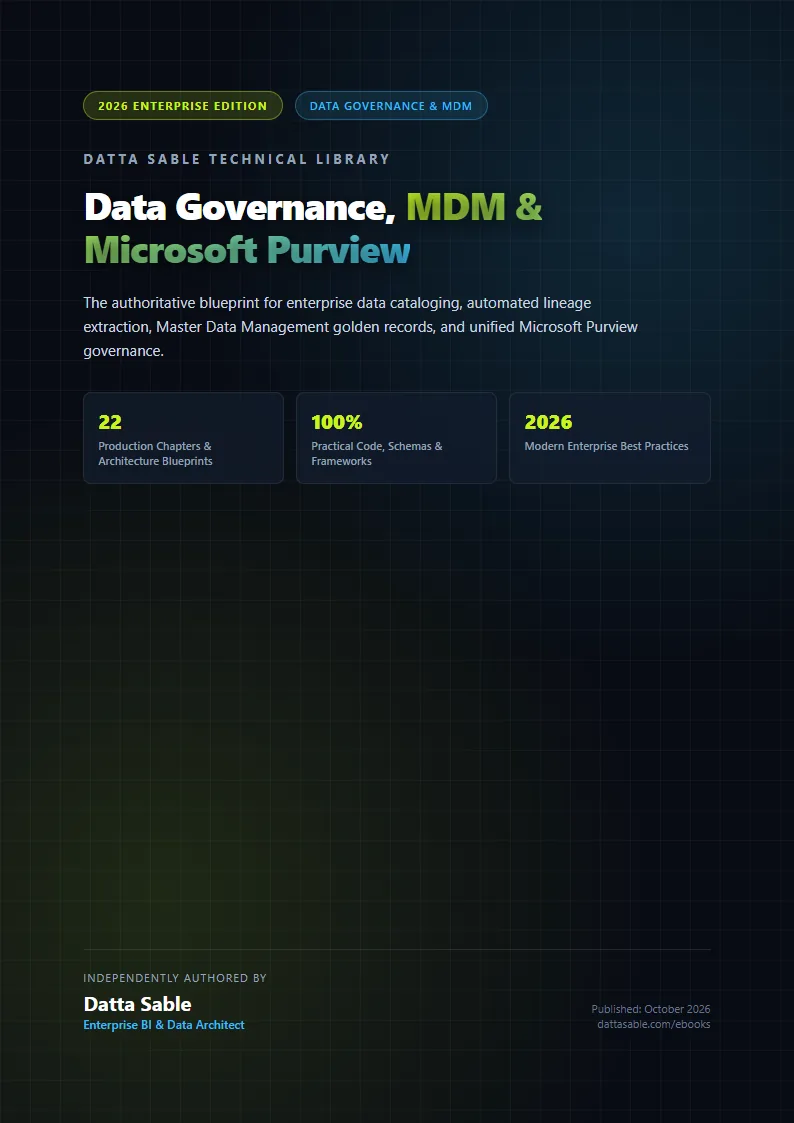 2026 ENTERPRISE EDITION
DATA GOVERNANCE & MDM
DATTA SABLE TECHNICAL LIBRARY
Data Governance, MDM &
Microsoft Purview
The authoritative blueprint for enterprise data cataloging, automated lineage
extraction, Master Data Management golden records, and unified Microsoft Purview
governance.
22
Production Chapters &
Architecture Blueprints
100%
Practical Code, Schemas &
Frameworks
2026
Modern Enterprise Best Practices
INDEPENDENTLY AUTHORED BY
Datta Sable
Enterprise BI & Data Architect
Published: October 2026
dattasable.com/ebooks